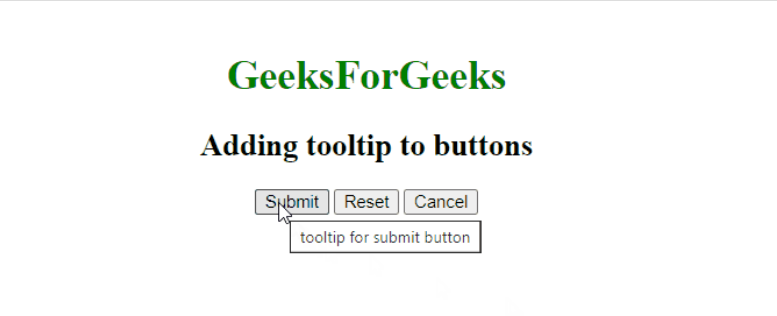 GeeksForGeeks
Adding tooltip to buttons
Submit Reset Cancel
tooltip for submit button